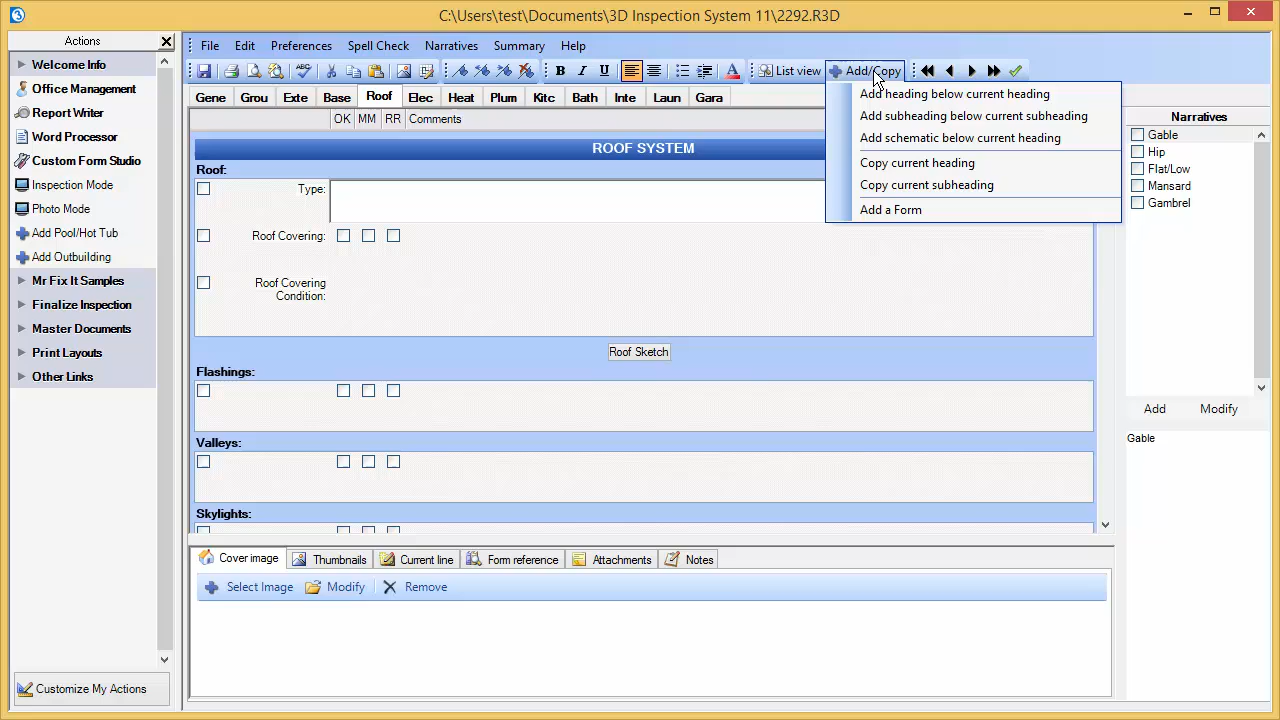 C:\Users\test\Documents\3D Inspection System 11\2292.R3D
Actions
Welcome Info
Office Management
Report Writer
Word Processor
Custom Form Studio
Inspection Mode
Photo Mode
Add Pool/Hot Tub
Add Outbuilding
Mr Fix It Samples
Finalize Inspection
Master Documents
Print Layouts
Other Links
Customize My Actions
File Edit Preferences Spell Check Narratives Summary Help
B I U List view Add/Copy
Gene Grou Exte Base Roof Elec Heat Plum Kitc Bath Inte Laun Gara
OK MM RR Comments
ROOF SYSTEM
Roof:
Type:
Roof Covering:
Roof Covering
Condition:
Roof Sketch
Flashings:
Valleys:
Skylights:
Add heading below current heading
Add subheading below current subheading
Add schematic below current heading
Copy current heading
Copy current subheading
Add a Form
Narratives
Gable
Hip
Flat/Low
Mansard
Gambrel
Add Modify
Gable
Cover image Thumbnails Current line Form reference Attachments Notes
Select Image Modify Remove